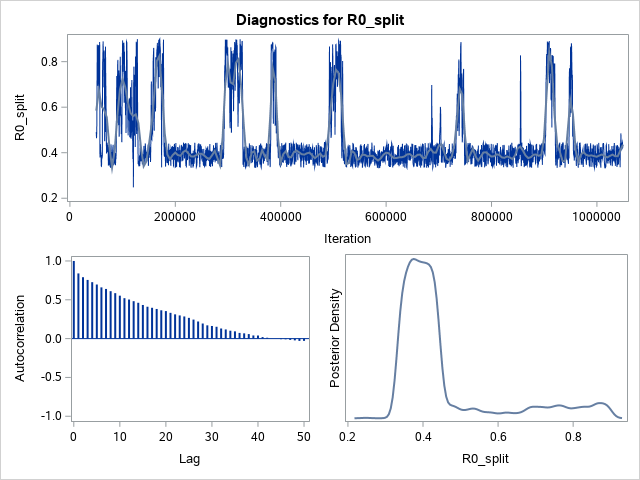 Diagnostics for R0_split
R0_split
0.8
0.6
0.4
0.2
0 200000 400000 600000 800000 1000000
Iteration
Autocorrelation
1.0
0.5
0.0
-0.5
-1.0
0 10 20 30 40 50
Lag
Posterior Density
0.2 0.4 0.6 0.8
R0_split